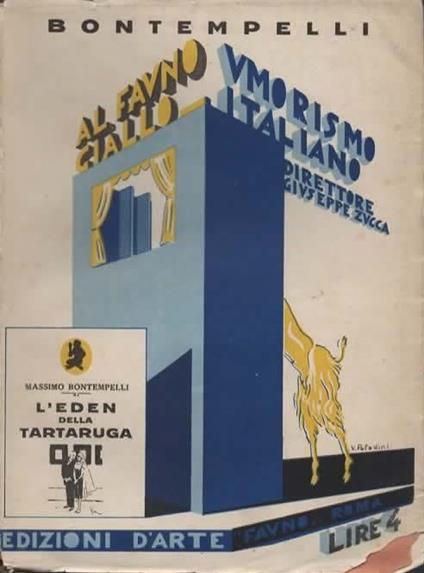 BONTEMPELLI
AL FAVNO
GIALLO
VMORISMO
ITALIANO
DIRETTORE
GIVSEPPE ZVCCA
MASSIMO BONTEMPELLI
L'EDEN
DELLA
TARTARUGA
V. Paladini
EDIZIONI D'ARTE FAVNO. ROMA
LIRE 4